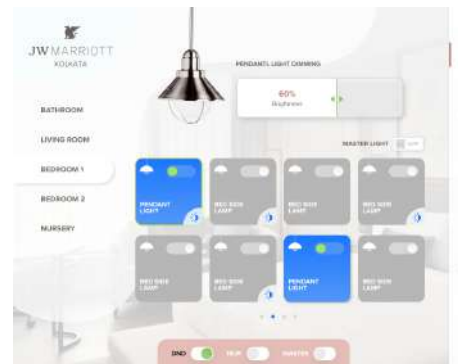 JW MARRIOTT
KOLKATA
PENDANTL LIGHT DIMMING
60%
Brightness
BATHROOM
LIVING ROOM
MASTER LIGHT
BEDROOM 1
BEDROOM 2
NURSERY
PENDANT
LIGHT
BED SIDE
LAMP
BED SIDE
LAMP
BED SIDE
LAMP
BED SIDE
LAMP
BED SIDE
LAMP
PENDANT
LIGHT
BED SIDE
LAMP
DND
MUR
MASTER